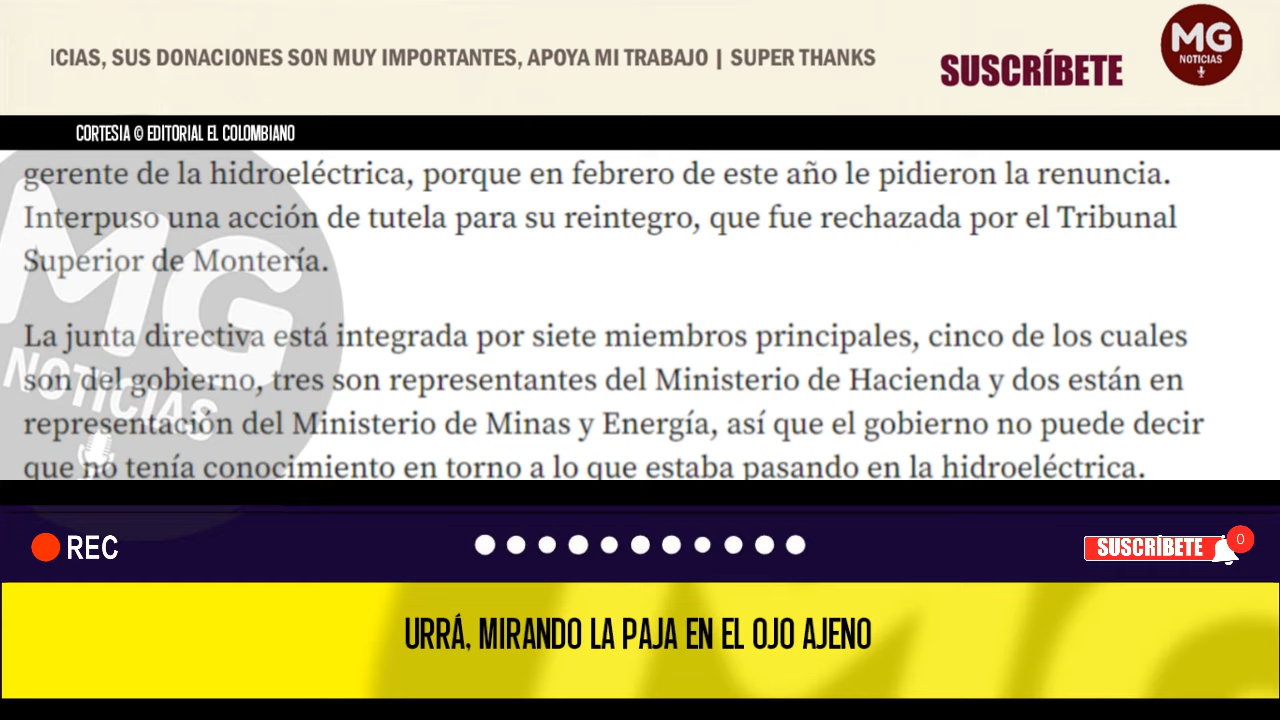 ICIAS, SUS DONACIONES SON MUY IMPORTANTES, APOYA MI TRABAJO | SUPER THANKS
SUSCRÍBETE
MG
NOTICIAS
CORTESIA © EDITORIAL EL COLOMBIANO
gerente de la hidroeléctrica, porque en febrero de este año le pidieron la renuncia.
Interpuso una acción de tutela para su reintegro, que fue rechazada por el Tribunal
Superior de Montería.
La junta directiva está integrada por siete miembros principales, cinco de los cuales
son del gobierno, tres son representantes del Ministerio de Hacienda y dos están en
representación del Ministerio de Minas y Energía, así que el gobierno no puede decir
que no tenía conocimiento en torno a lo que estaba pasando en la hidroeléctrica.
MG
NOTICIAS
REC
SUSCRÍBETE
0
URRÁ, MIRANDO LA PAJA EN EL OJO AJENO